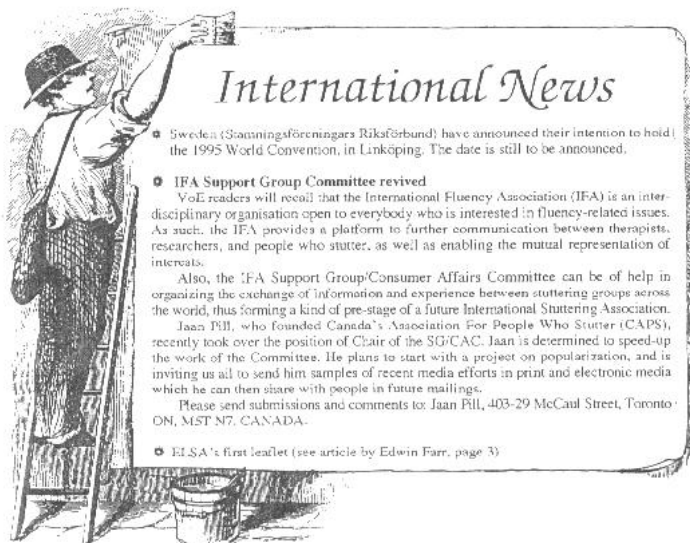 International News
Sweden (Stamningsföreningars Riksförbund) have announced their intention to hold
the 1995 World Convention, in Linköping. The date is still to be announced.
IFA Support Group Committee revived
VoE readers will recall that the International Fluency Association (IFA) is an inter-
disciplinary organisation open to everybody who is interested in fluency-related issues.
As such, the IFA provides a platform to further communication between therapists,
researchers, and people who stutter, as well as enabling the mutual representation of
interests.
Also, the IFA Support Group/Consumer Affairs Committee can be of help in
organizing the exchange of information and experience between stuttering groups across
the world, thus forming a kind of pre-stage of a future International Stuttering Association.
Jaan Pill, who founded Canada's Association For People Who Stutter (CAPS),
recently took over the position of Chair of the SG/CAC. Jaan is determined to speed-up
the work of the Committee. He plans to start with a project on popularization, and is
inviting us all to send him samples of recent media efforts in print and electronic media
which he can then share with people in future mailings.
Please send submissions and comments to: Jaan Pill, 403-29 McCaul Street, Toronto
ON, M5T N7, CANADA.
ELSA's first leaflet (see article by Edwin Farr, page 3)